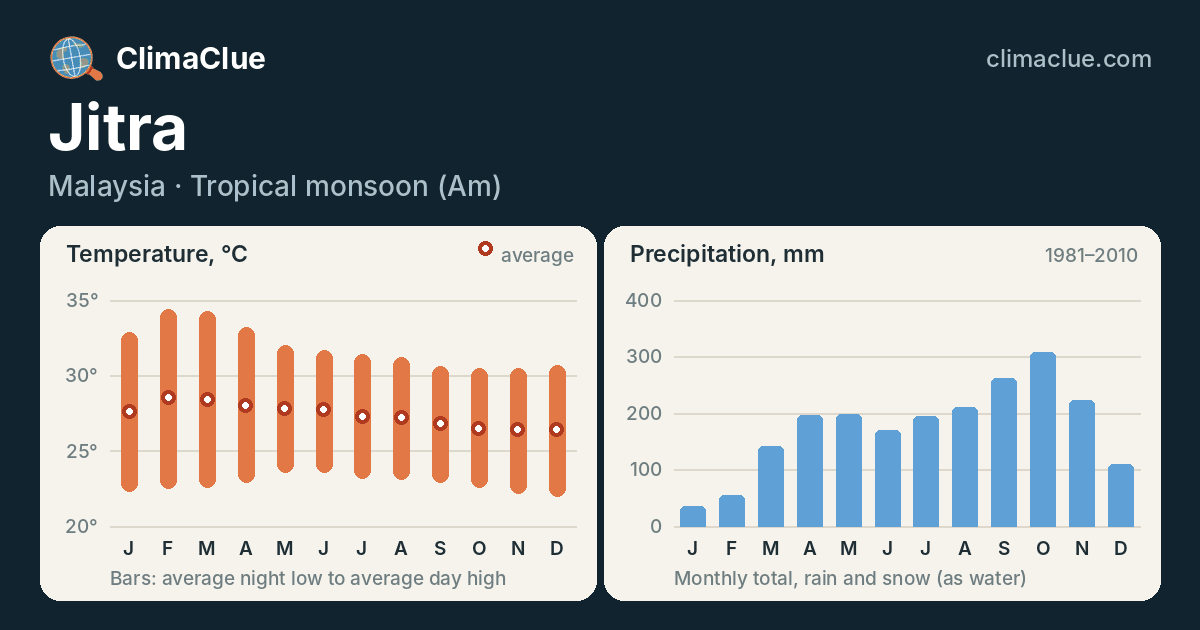 ClimaClue
climaclue.com
Jitra
Malaysia · Tropical monsoon (Am)
Temperature, °C
average
35°
30°
25°
20°
J F M A M J J A S O N D
Bars: average night low to average day high
Precipitation, mm
1981–2010
400
300
200
100
0
J F M A M J J A S O N D
Monthly total, rain and snow (as water)